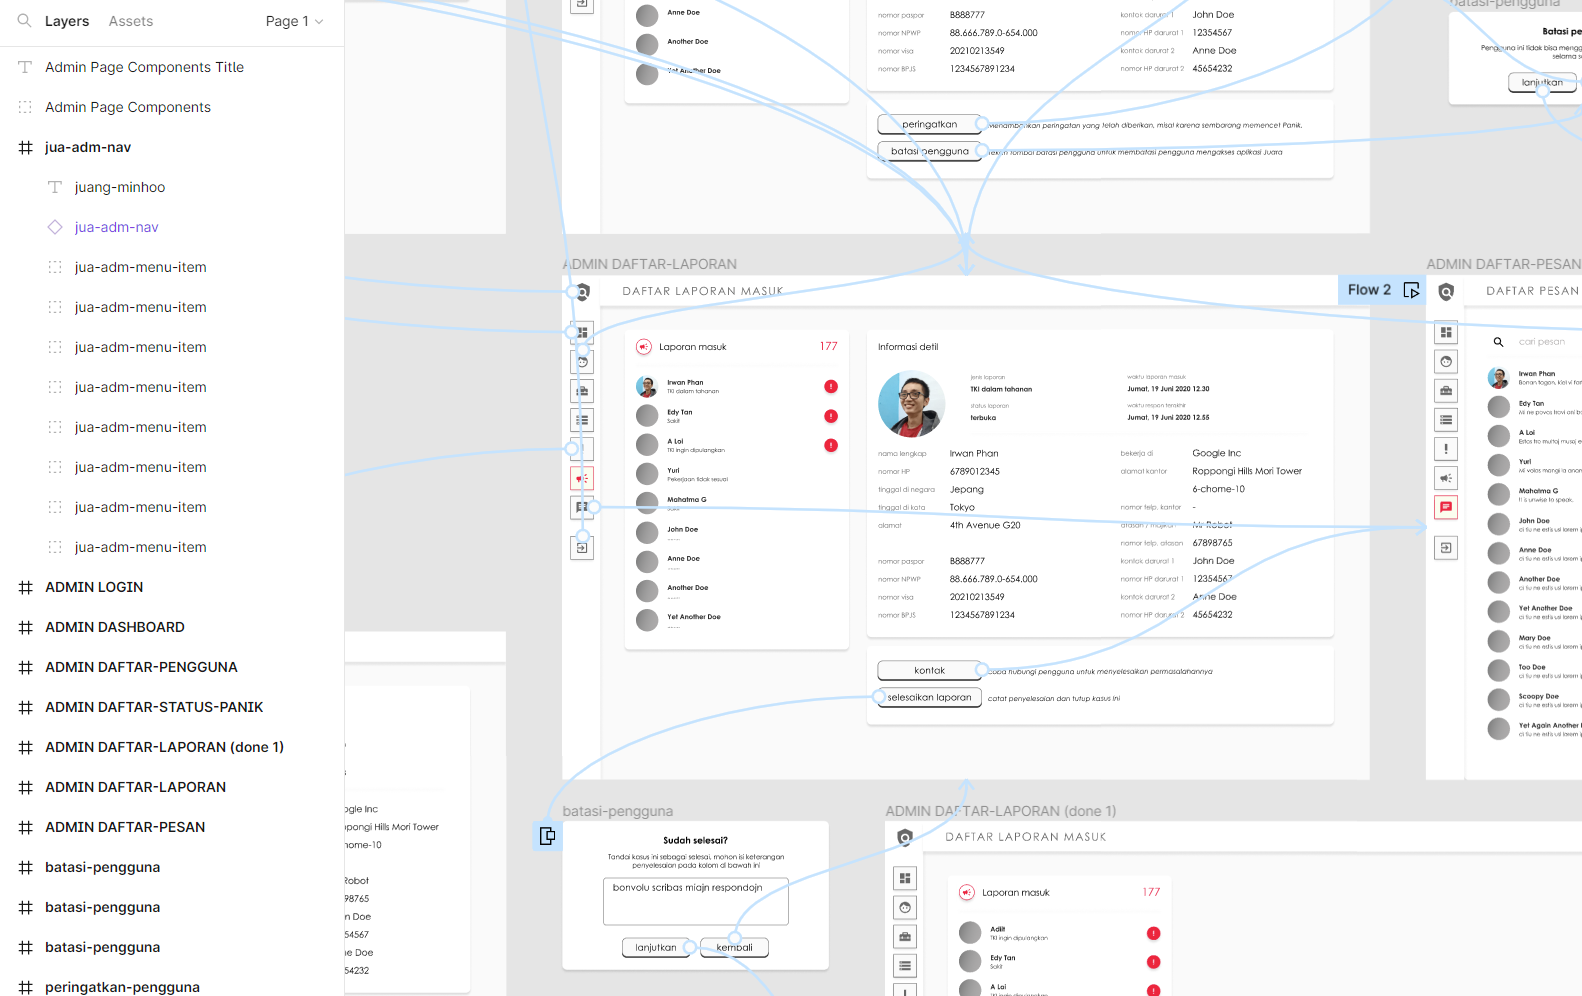 Layers
Assets
Page 1
Admin Page Components Title
Admin Page Components
jua-adm-nav
juang-minhoo
jua-adm-nav
jua-adm-menu-item
jua-adm-menu-item
jua-adm-menu-item
jua-adm-menu-item
jua-adm-menu-item
jua-adm-menu-item
jua-adm-menu-item
jua-adm-menu-item
ADMIN LOGIN
ADMIN DASHBOARD
ADMIN DAFTAR-PENGGUNA
ADMIN DAFTAR-STATUS-PANIK
ADMIN DAFTAR-LAPORAN (done 1)
ADMIN DAFTAR-LAPORAN
ADMIN DAFTAR-PESAN
batasi-pengguna
batasi-pengguna
batasi-pengguna
peringatkan-pengguna
Anne Doe
Another Doe
Yet Another Doe
nomor paspor B888777 kontak darurat 1 John Doe
nomor NPWP 88.666.789.0-654.000 nomor HP darurat 1 12354567
nomor visa 20210213549 kontak darurat 2 Anne Doe
nomor BPJS 1234567891234 nomor HP darurat 2 45654232
peringatkan
Menambahkan peringatan yang telah diberikan, misal karena sembarang memencet Panik.
batasi pengguna
tekan tombol batasi pengguna untuk membatasi pengguna mengakses aplikasi Juara
batasi-pengguna
Batasi pe
Pengguna ini tidak bisa mengg
selama s
lanjutkan
ADMIN DAFTAR-LAPORAN
DAFTAR LAPORAN MASUK
Flow 2
Laporan masuk 177
Irwan Phan
TKI dalam tahanan
Edy Tan
Sakit
A Loi
TKI ingin dipulangkan
Yuri
Pekerjaan tidak sesuai
Mahatma G
Sakit
John Doe
Anne Doe
Another Doe
Yet Another Doe
Informasi detil
jenis laporan
TKI dalam tahanan
waktu laporan masuk
Jumat, 19 Juni 2020 12.30
status laporan
terbuka
waktu respon terakhir
Jumat, 19 Juni 2020 12.55
nama lengkap Irwan Phan bekerja di Google Inc
nomor HP 6789012345 alamat kantor Roppongi Hills Mori Tower
tinggal di negara Jepang 6-chome-10
tinggal di kota Tokyo nomor telp. kantor -
alamat 4th Avenue G20 atasan / majikan Mr Robot
nomor telp. atasan 67898765
nomor paspor B888777 kontak darurat 1 John Doe
nomor NPWP 88.666.789.0-654.000 nomor HP darurat 1 12354567
nomor visa 20210213549 kontak darurat 2 Anne Doe
nomor BPJS 1234567891234 nomor HP darurat 2 45654232
kontak
coba hubungi pengguna untuk menyelesaikan permasalahannya
selesaikan laporan
catat penyelesaian dan tutup kasus ini
ADMIN DAFTAR-PESAN
DAFTAR PESAN
cari pesan
Irwan Phan
Edy Tan
A Loi
Yuri
Mahatma G
John Doe
Anne Doe
Another Doe
Yet Another Doe
Mary Doe
Too Doe
Scoopy Doe
Yet Again Another
ogle Inc
oppongi Hills Mori Tower
home-10
Robot
98765
n Doe
54567
ne Doe
54232
batasi-pengguna
Sudah selesai?
Tandai kasus ini sebagai selesai, mohon isi keterangan
penyelesaian pada kolom di bawah ini
bonvolu scribas miajn respondojn
lanjutkan
kembali
ADMIN DAFTAR-LAPORAN (done 1)
DAFTAR LAPORAN MASUK
Laporan masuk 177
Adilit
TKI ingin dipulangkan
Edy Tan
Sakit
A Loi
TKI ingin dipulangkan